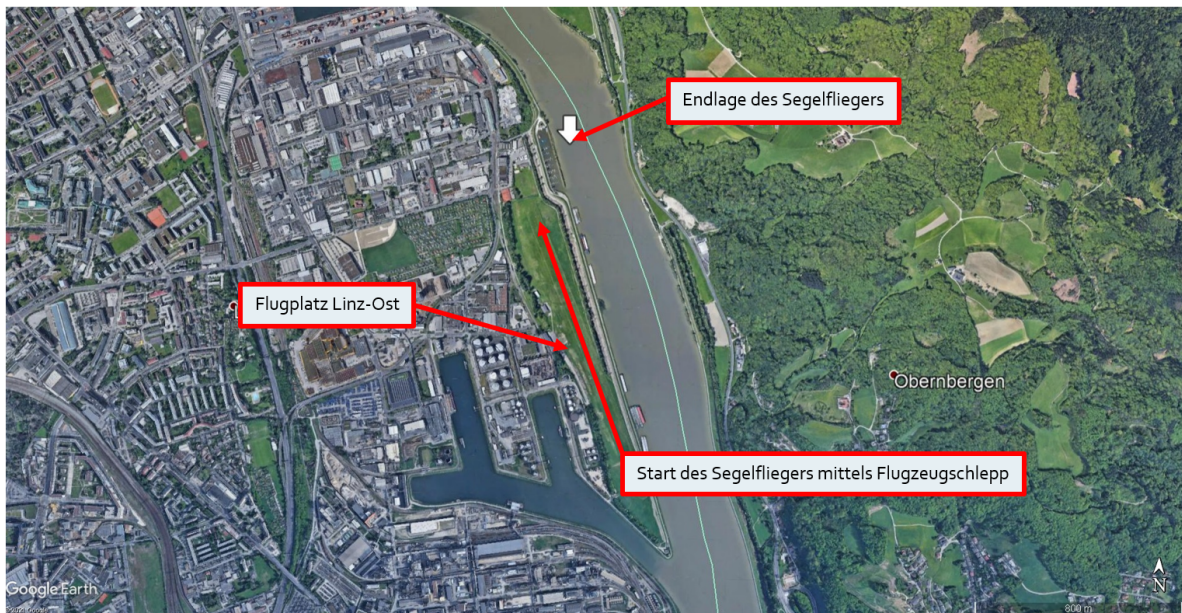 Endlage des Segelfliegers
Flugplatz Linz-Ost
Obernbergen
Start des Segelfliegers mittels Flugzeugschlepp
Google Earth
N
800 m